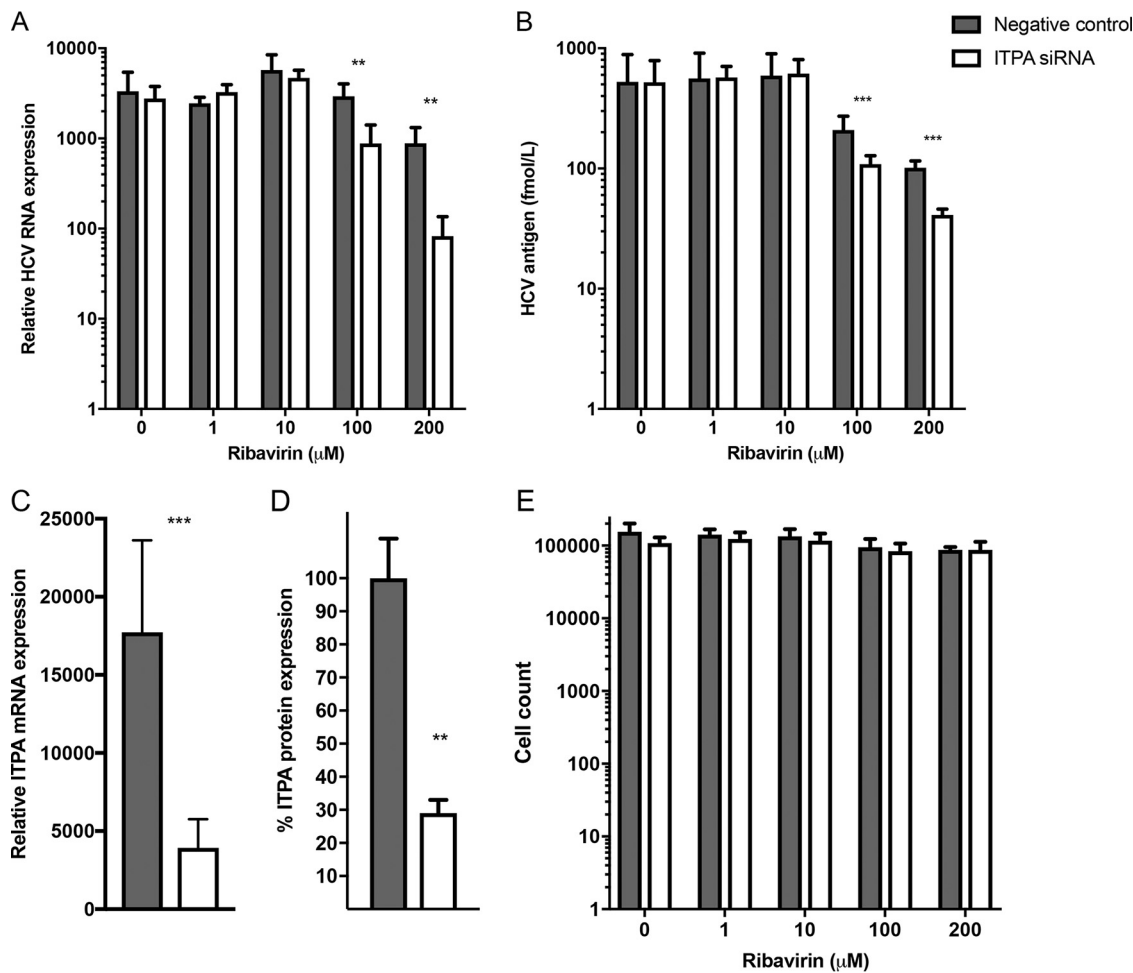 A
Relative HCV RNA expression
10000
1000
100
10
1
**
**
0 1 10 100 200
Ribavirin (μM)
B
HCV antigen (fmol/L)
1000
100
10
1
***
***
0 1 10 100 200
Ribavirin (μM)
Negative control
ITPA siRNA
C
Relative ITPA mRNA expression
25000
20000
15000
10000
5000
0
***
D
% ITPA protein expression
100
90
80
70
60
50
40
30
20
10
**
E
Cell count
100000
10000
1000
100
10
1
0 1 10 100 200
Ribavirin (μM)